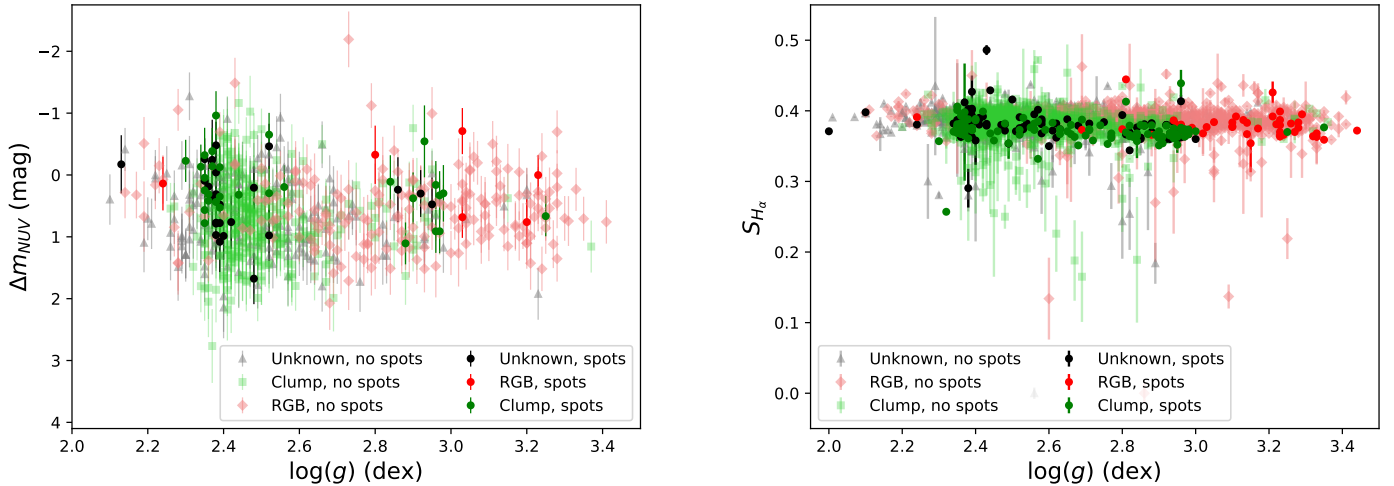 −2
−1
0
1
2
3
4
Δm_NUV (mag)
2.0 2.2 2.4 2.6 2.8 3.0 3.2 3.4
log(g) (dex)
Unknown, no spots
Clump, no spots
RGB, no spots
Unknown, spots
RGB, spots
Clump, spots
0.5
0.4
0.3
0.2
0.1
0.0
S_Hα
2.0 2.2 2.4 2.6 2.8 3.0 3.2 3.4
log(g) (dex)
Unknown, no spots
RGB, no spots
Clump, no spots
Unknown, spots
RGB, spots
Clump, spots